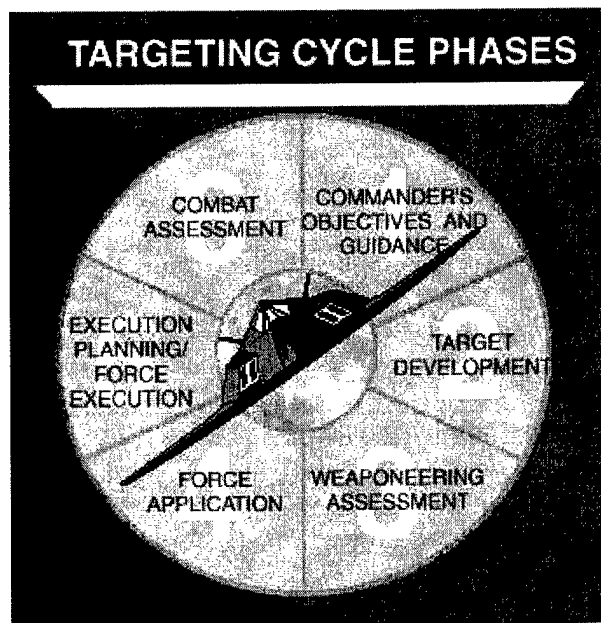 TARGETING CYCLE PHASES
COMMANDER'S
OBJECTIVES AND
GUIDANCE
TARGET
DEVELOPMENT
WEAPONEERING
ASSESSMENT
FORCE
APPLICATION
EXECUTION
PLANNING/
FORCE
EXECUTION
COMBAT
ASSESSMENT